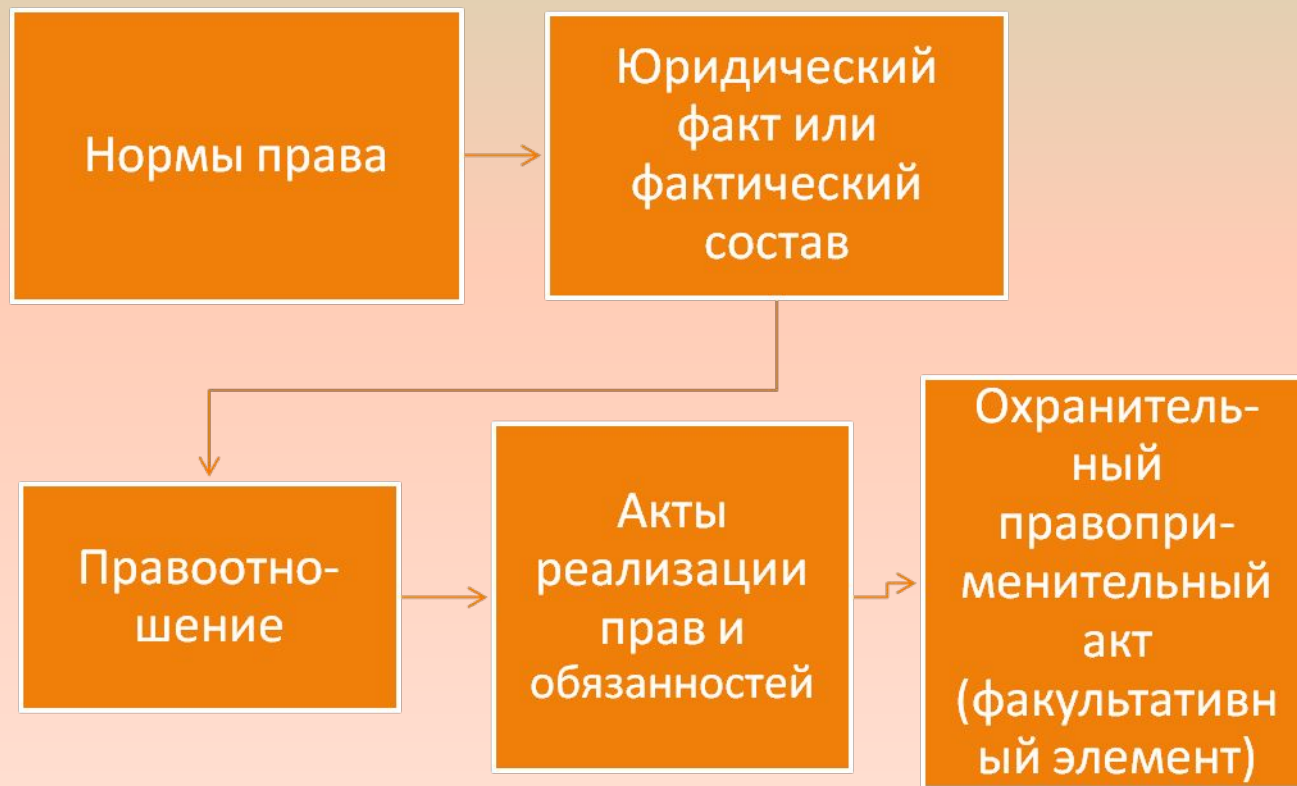 Нормы права
Юридический
факт или
фактический
состав
Правоотно-
шение
Акты
реализации
прав и
обязанностей
Охранитель-
ный
правопри-
менительный
акт
(факультативн
ый элемент)